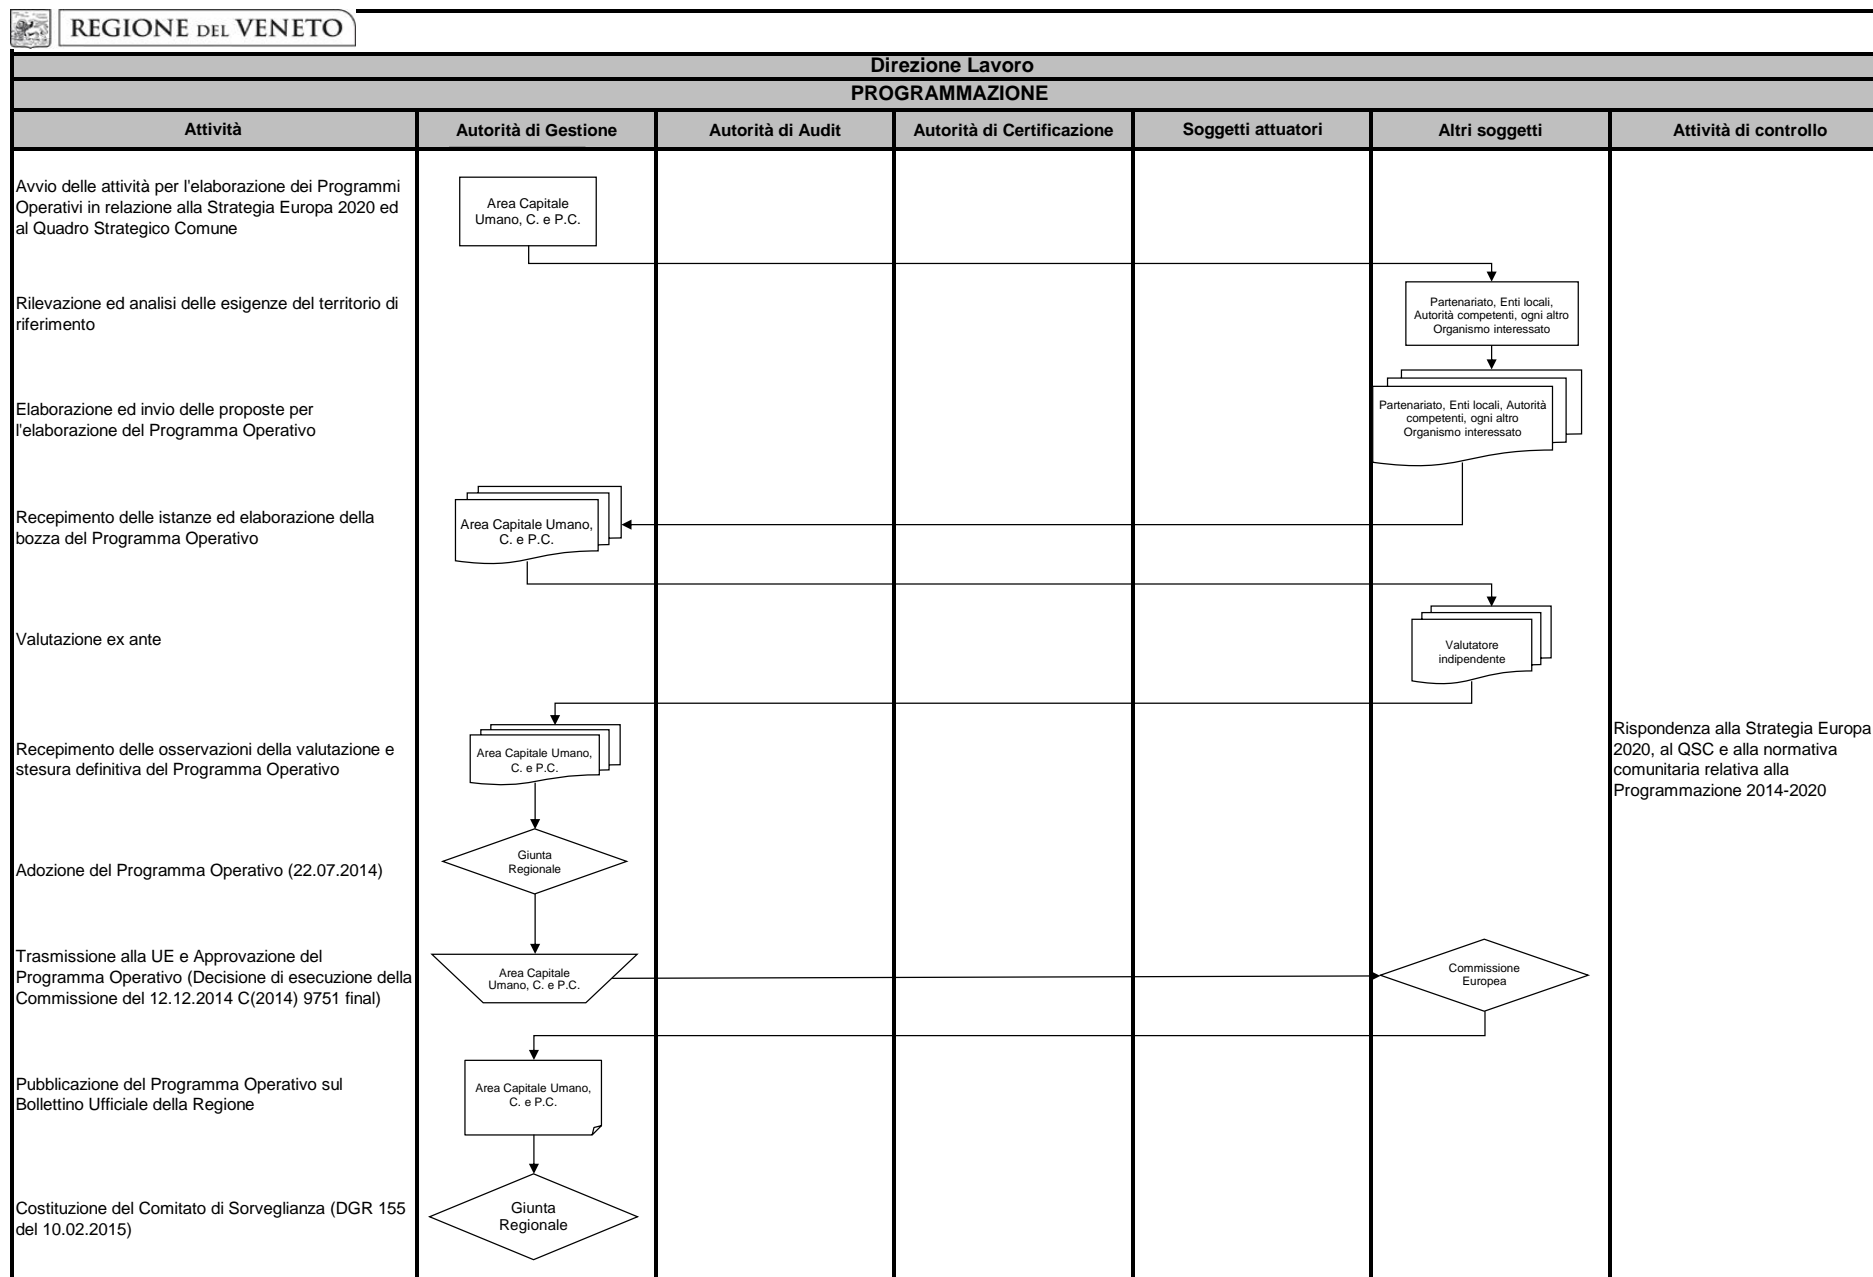 REGIONE DEL VENETO
Direzione Lavoro
PROGRAMMAZIONE
Attività
Autorità di Gestione
Autorità di Audit
Autorità di Certificazione
Soggetti attuatori
Altri soggetti
Attività di controllo
Avvio delle attività per l'elaborazione dei Programmi
Operativi in relazione alla Strategia Europa 2020 ed
al Quadro Strategico Comune
Area Capitale
Umano, C. e P.C.
Rilevazione ed analisi delle esigenze del territorio di
riferimento
Partenariato, Enti locali,
Autorità competenti, ogni altro
Organismo interessato
Elaborazione ed invio delle proposte per
l'elaborazione del Programma Operativo
Partenariato, Enti locali, Autorità
competenti, ogni altro
Organismo interessato
Recepimento delle istanze ed elaborazione della
bozza del Programma Operativo
Area Capitale Umano,
C. e P.C.
Valutazione ex ante
Valutatore
indipendente
Recepimento delle osservazioni della valutazione e
stesura definitiva del Programma Operativo
Area Capitale Umano,
C. e P.C.
Rispondenza alla Strategia Europa
2020, al QSC e alla normativa
comunitaria relativa alla
Programmazione 2014-2020
Adozione del Programma Operativo (22.07.2014)
Giunta
Regionale
Trasmissione alla UE e Approvazione del
Programma Operativo (Decisione di esecuzione della
Commissione del 12.12.2014 C(2014) 9751 final)
Area Capitale
Umano, C. e P.C.
Commissione
Europea
Pubblicazione del Programma Operativo sul
Bollettino Ufficiale della Regione
Area Capitale Umano,
C. e P.C.
Costituzione del Comitato di Sorveglianza (DGR 155
del 10.02.2015)
Giunta
Regionale